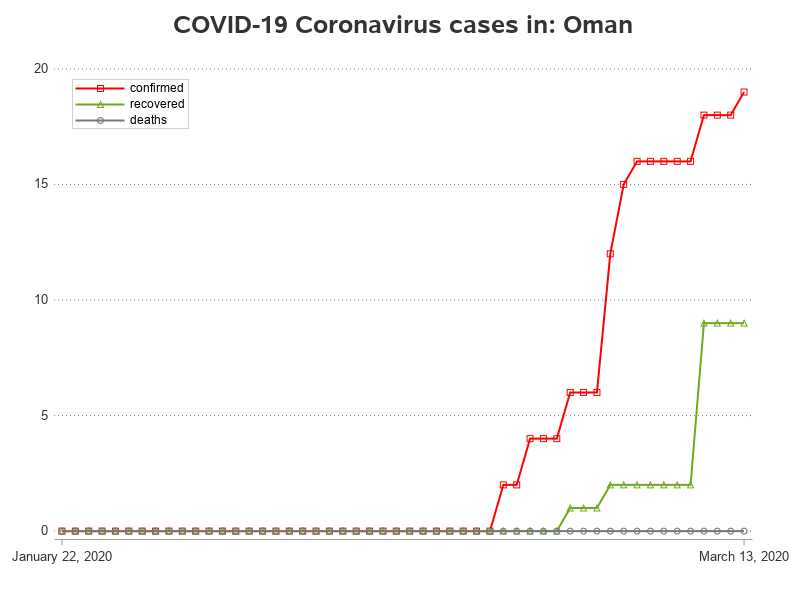 COVID-19 Coronavirus cases in: Oman
20
confirmed
recovered
deaths
15
10
5
0
January 22, 2020
March 13, 2020